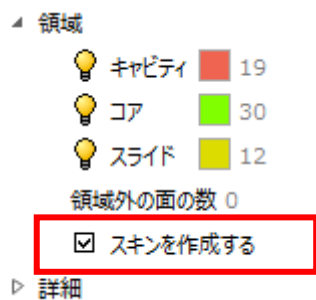 領域
キャビティ 19
コア 30
スライド 12
領域外の面の数 0
スキンを作成する
詳細